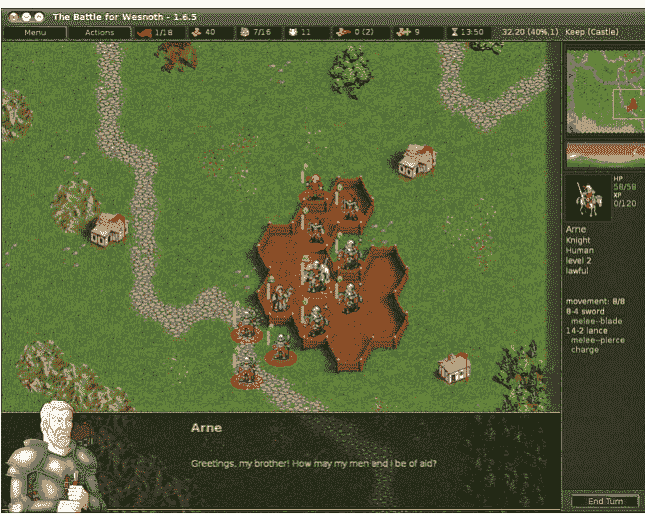 The Battle for Wesnoth - 1.6.5
Menu Actions 1/18 40 7/16 11 0 (2) 9 13:50 32,20 (40%,1) Keep (Castle)
HP
58/58
XP
0/120
Arne
Knight
Human
level 2
lawful
movement: 8/8
8-4 sword
melee--blade
14-2 lance
melee--pierce
charge
Arne
Greetings, my brother! How may my men and I be of aid?
End Turn